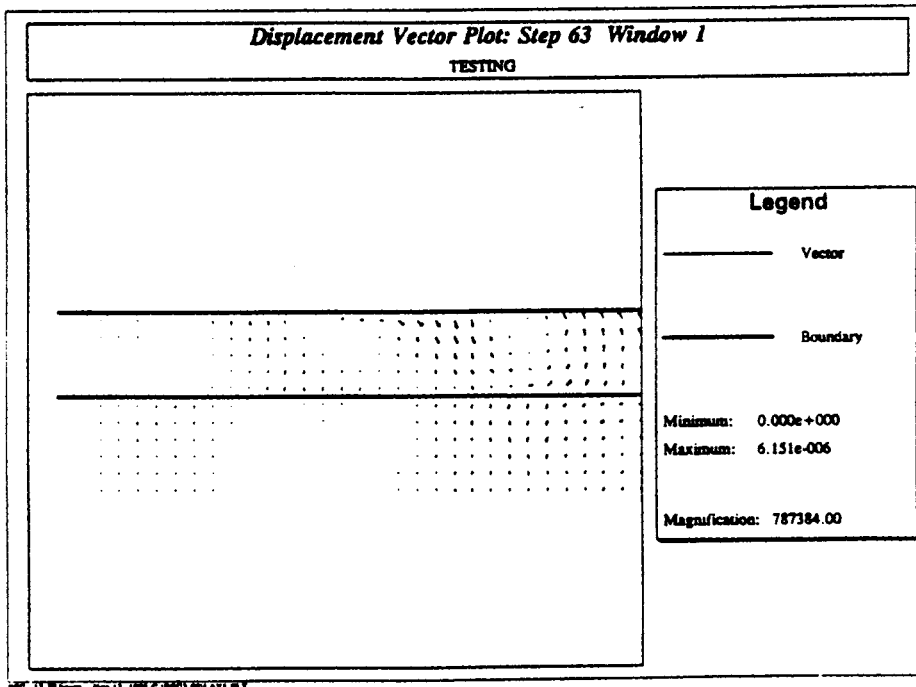 Displacement Vector Plot: Step 63 Window 1
TESTING
Legend
Vector
Boundary
Minimum: 0.000e+000
Maximum: 6.151e-006
Magnification: 787384.00